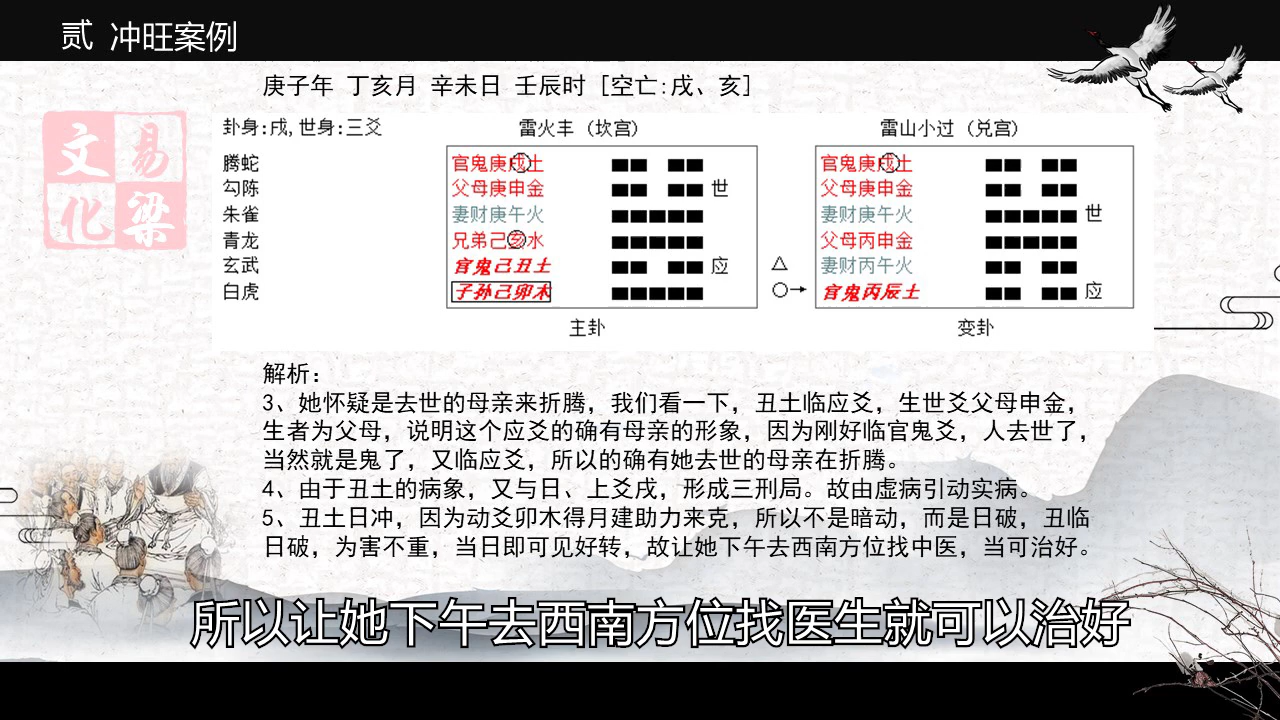 贰 冲旺案例
庚子年 丁亥月 辛未日 壬辰时 [空亡:戌、亥]
易梁
文化
卦身:戌,世身:三爻 雷火丰 (坎宫) 雷山小过 (兑宫)
腾蛇 官鬼庚戌土 官鬼庚戌土
勾陈 父母庚申金 世 父母庚申金
朱雀 妻财庚午火 妻财庚午火 世
青龙 兄弟己亥水 父母丙申金
玄武 官鬼己丑土 应 △ 妻财丙午火
白虎 子孙己卯木 ○→ 官鬼丙辰土 应
主卦 变卦
解析:
3、她怀疑是去世的母亲来折腾，我们看一下，丑土临应爻，生世爻父母申金，
生者为父母，说明这个应爻的确有母亲的形象，因为刚好临官鬼爻，人去世了，
当然就是鬼了，又临应爻，所以的确有她去世的母亲在折腾。
4、由于丑土的病象，又与日、上爻戌，形成三刑局。故由虚病引动实病。
5、丑土日冲，因为动爻卯木得月建助力来克，所以不是暗动，而是日破，丑临
日破，为害不重，当日即可见好转，故让她下午去西南方位找中医，当可治好。
所以让她下午去西南方位找医生就可以治好